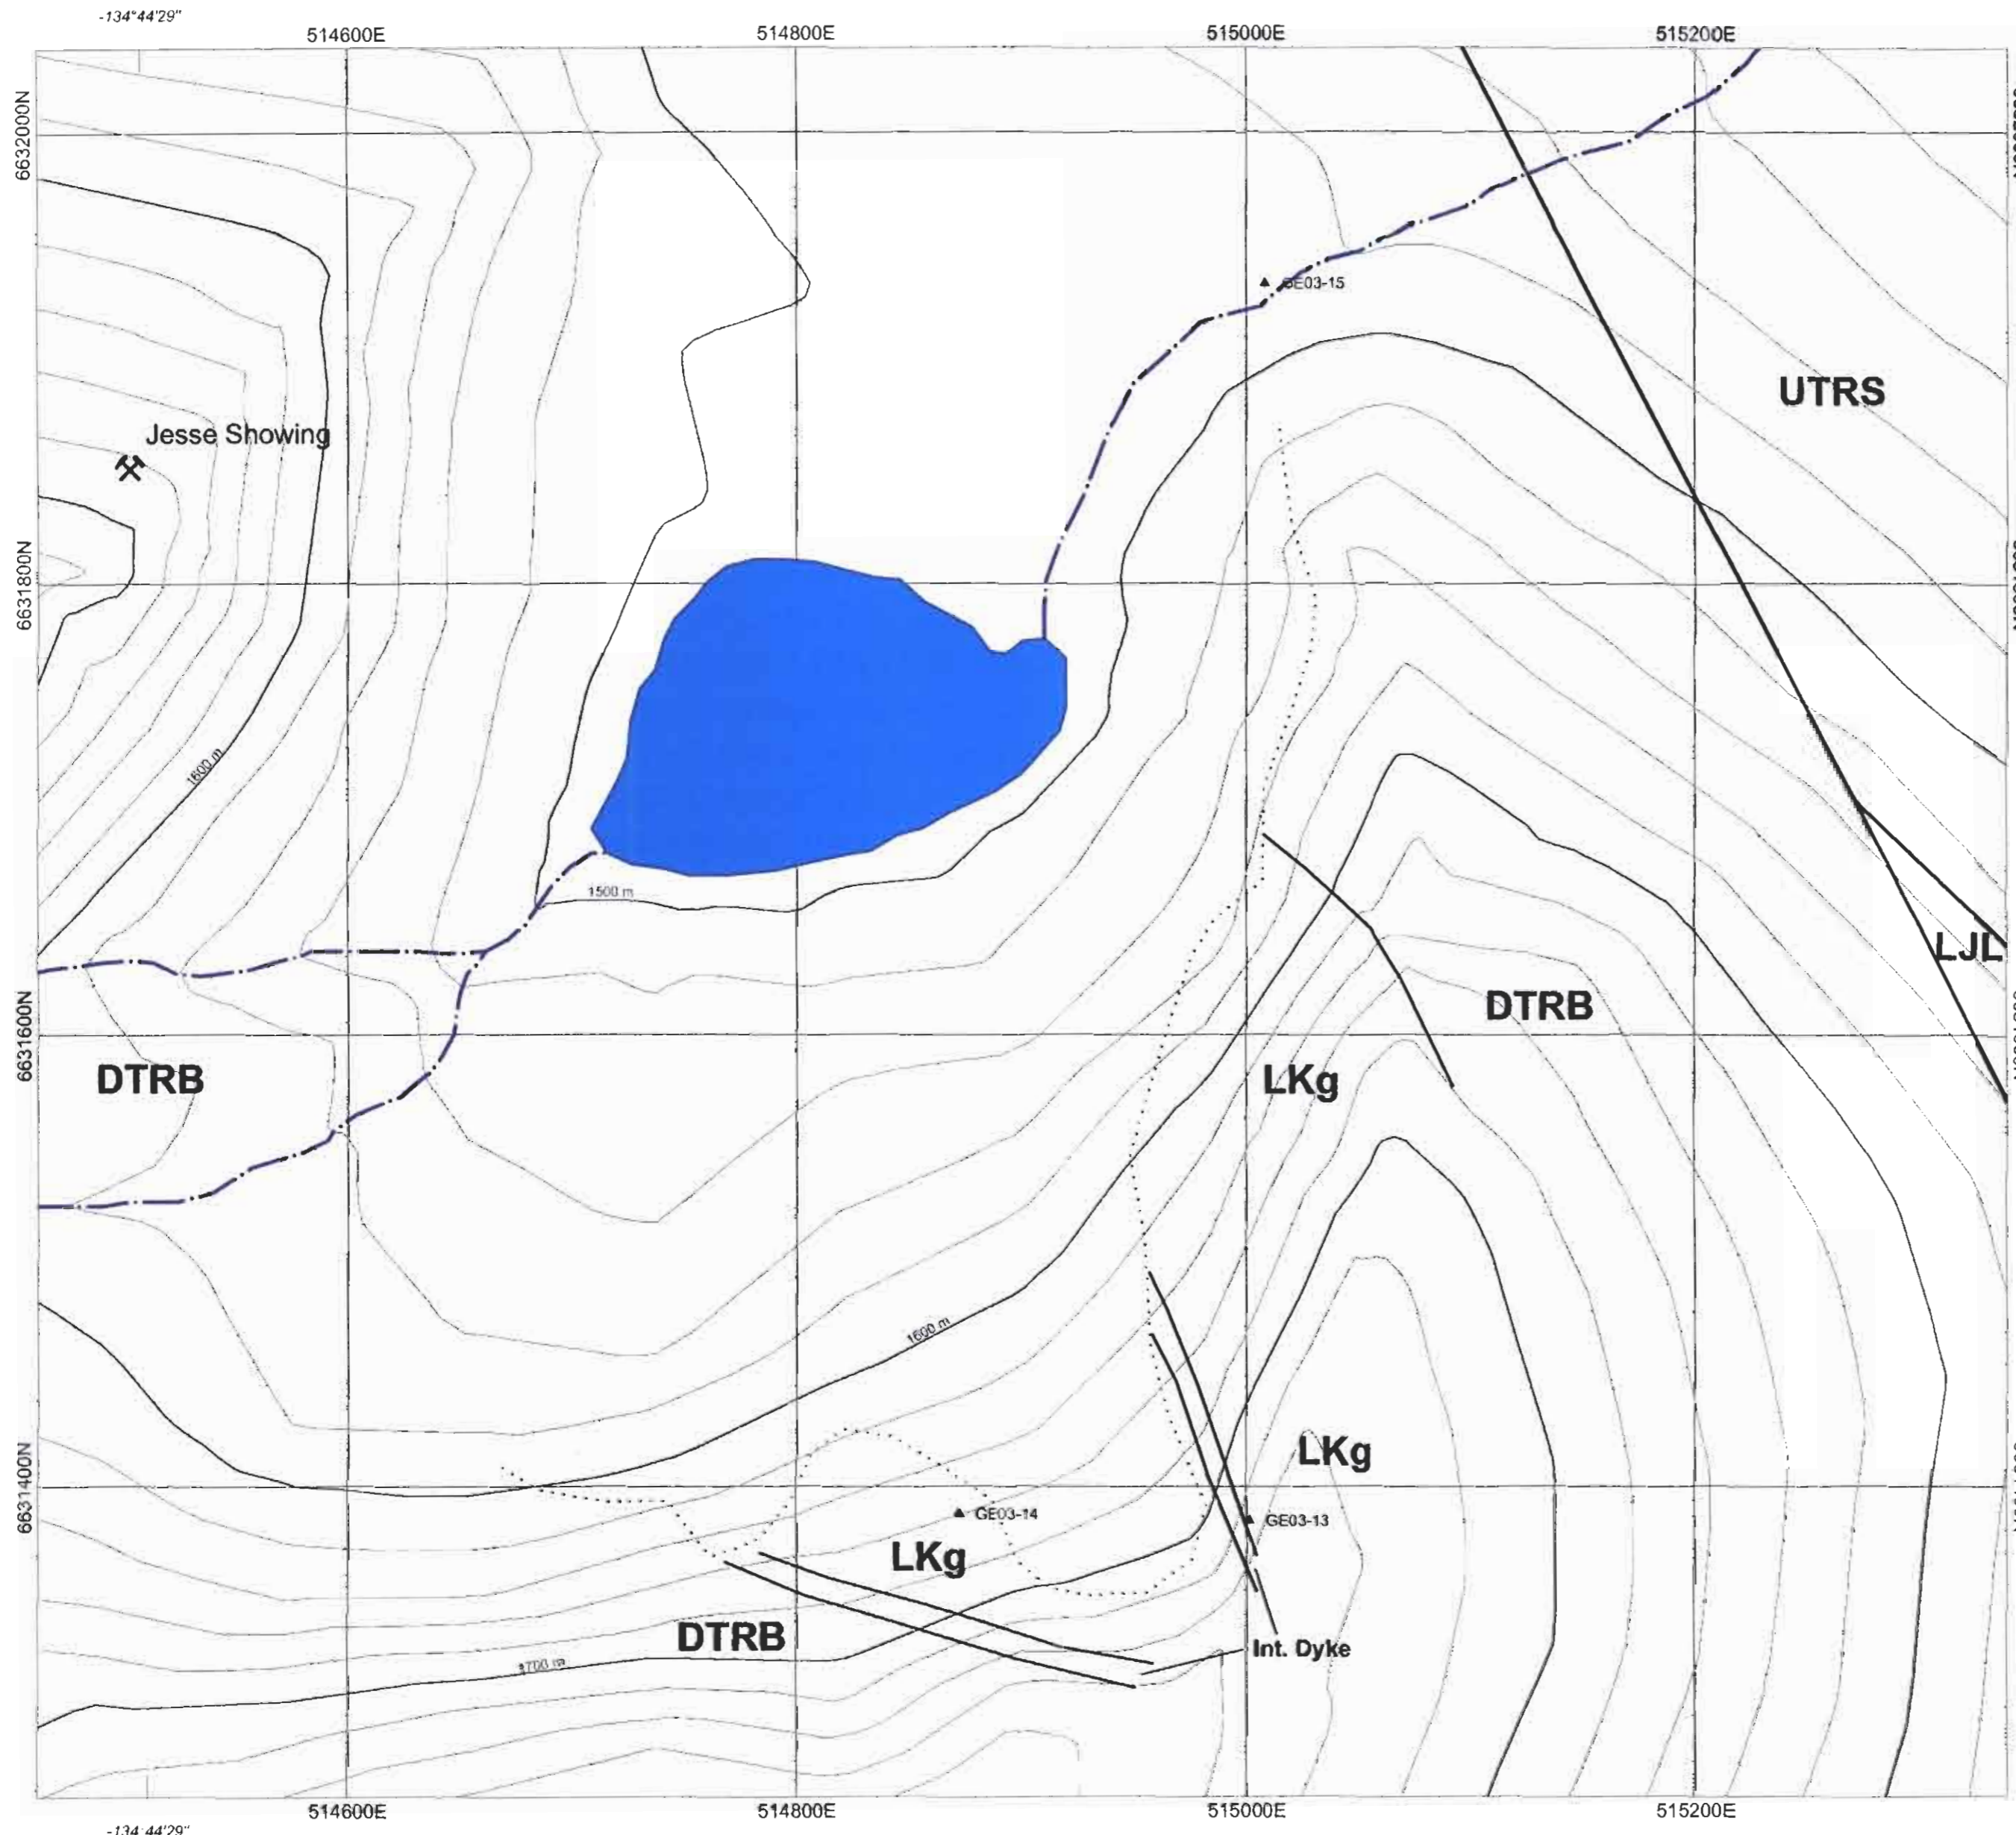 -134°44'29"
514600E
514800E
515000E
515200E
6632000N
GE03-15
UTRS
Jesse Showing
6631800N
1600 m
1500 m
LJL
DTRB
6631600N
LKg
DTRB
1600 m
LKg
6631400N
GE03-14
GE03-13
LKg
DTRB
Int. Dyke
1700 m
514600E
514800E
515000E
515200E
-134°44'29"